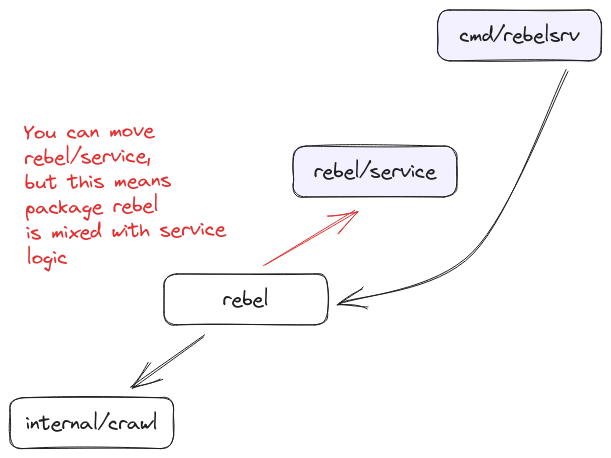 cmd/rebelsrv
You can move
rebel/service,
but this means
package rebel
is mixed with service
logic
rebel/service
rebel
internal/crawl